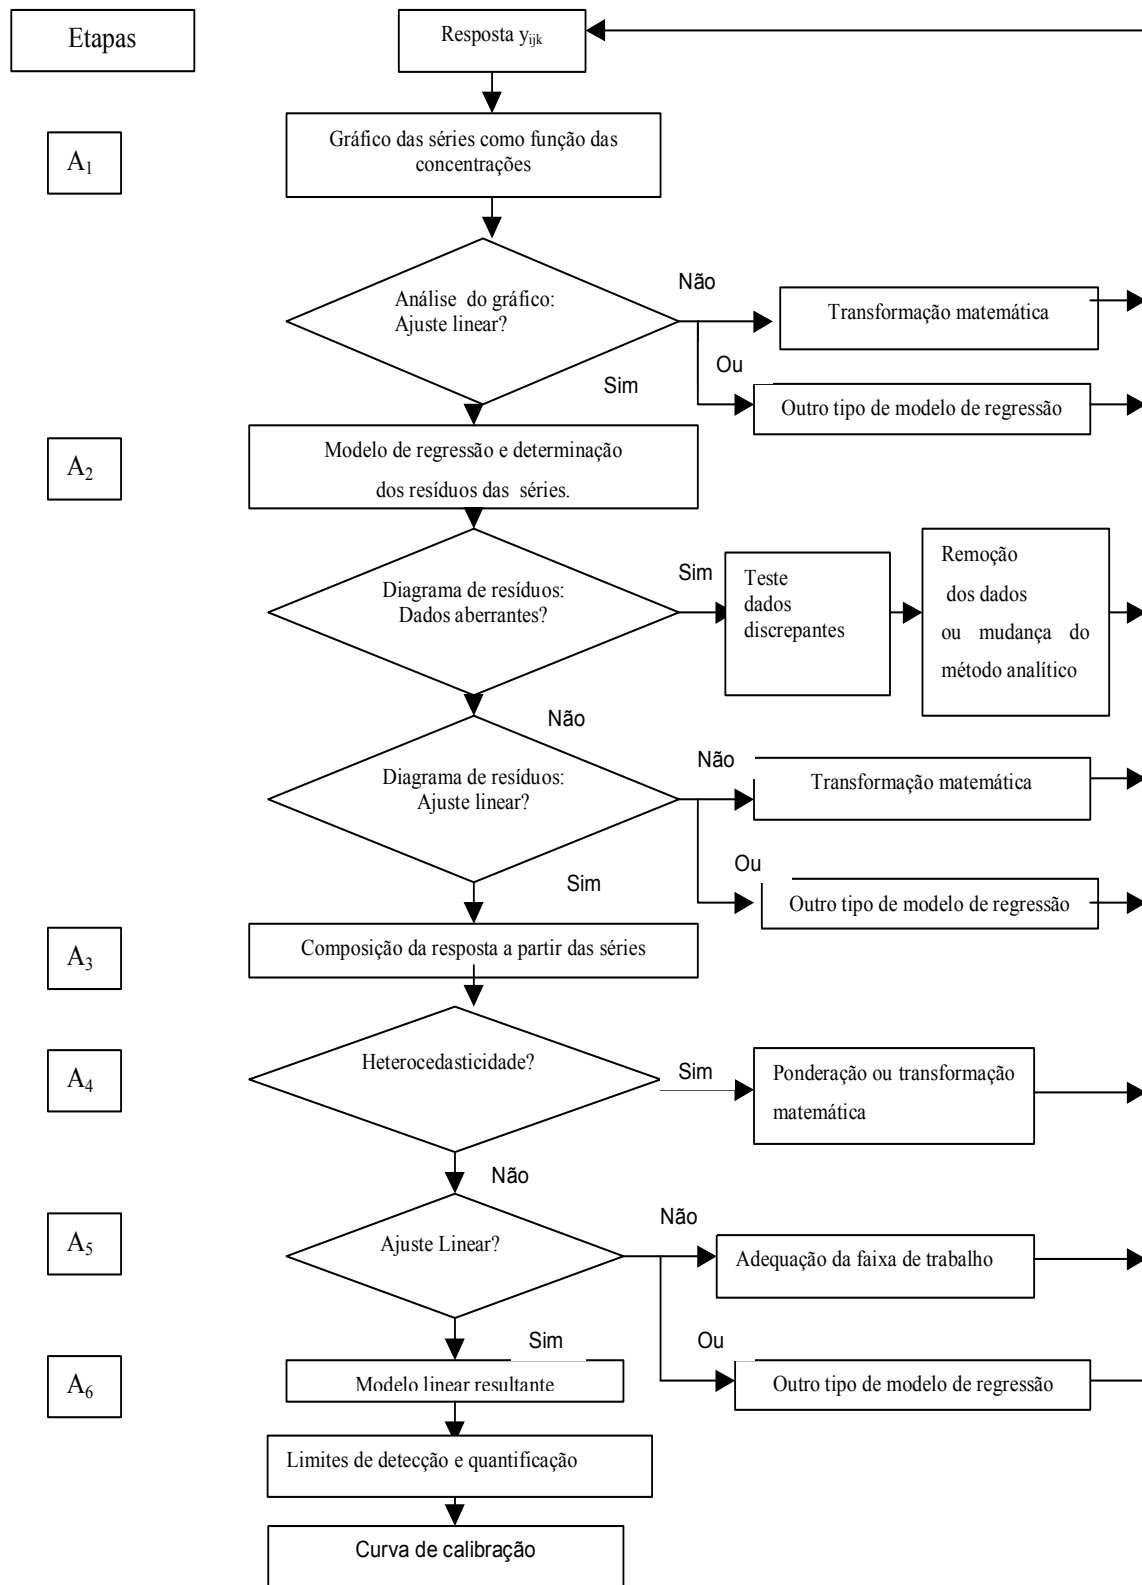 Etapas
Resposta yijk
A1
Gráfico das séries como função das
concentrações
Análise do gráfico:
Ajuste linear?
Não
Transformação matemática
Ou
Sim
Outro tipo de modelo de regressão
A2
Modelo de regressão e determinação
dos resíduos das séries.
Diagrama de resíduos:
Dados aberrantes?
Sim
Teste
dados
discrepantes
Remoção
dos dados
ou mudança do
método analítico
Não
Diagrama de resíduos:
Ajuste linear?
Não
Transformação matemática
Ou
Sim
Outro tipo de modelo de regressão
A3
Composição da resposta a partir das séries
A4
Heterocedasticidade?
Sim
Ponderação ou transformação
matemática
Não
A5
Ajuste Linear?
Não
Adequação da faixa de trabalho
Sim
Ou
A6
Modelo linear resultante
Outro tipo de modelo de regressão
Limites de detecção e quantificação
Curva de calibração